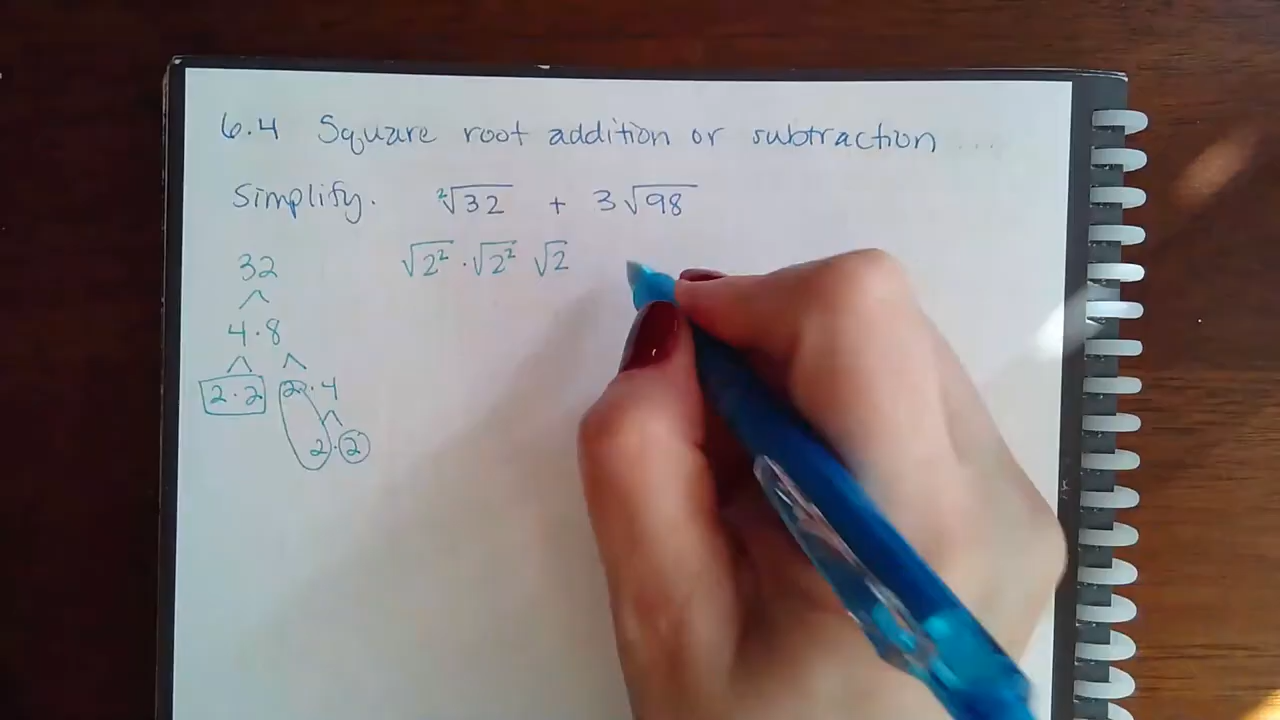 6.4 Square root addition or subtraction ...
Simplify. ²√32 + 3√98
32
√2² · √2² √2
4 · 8
2 · 2 2 · 4
2 · 2